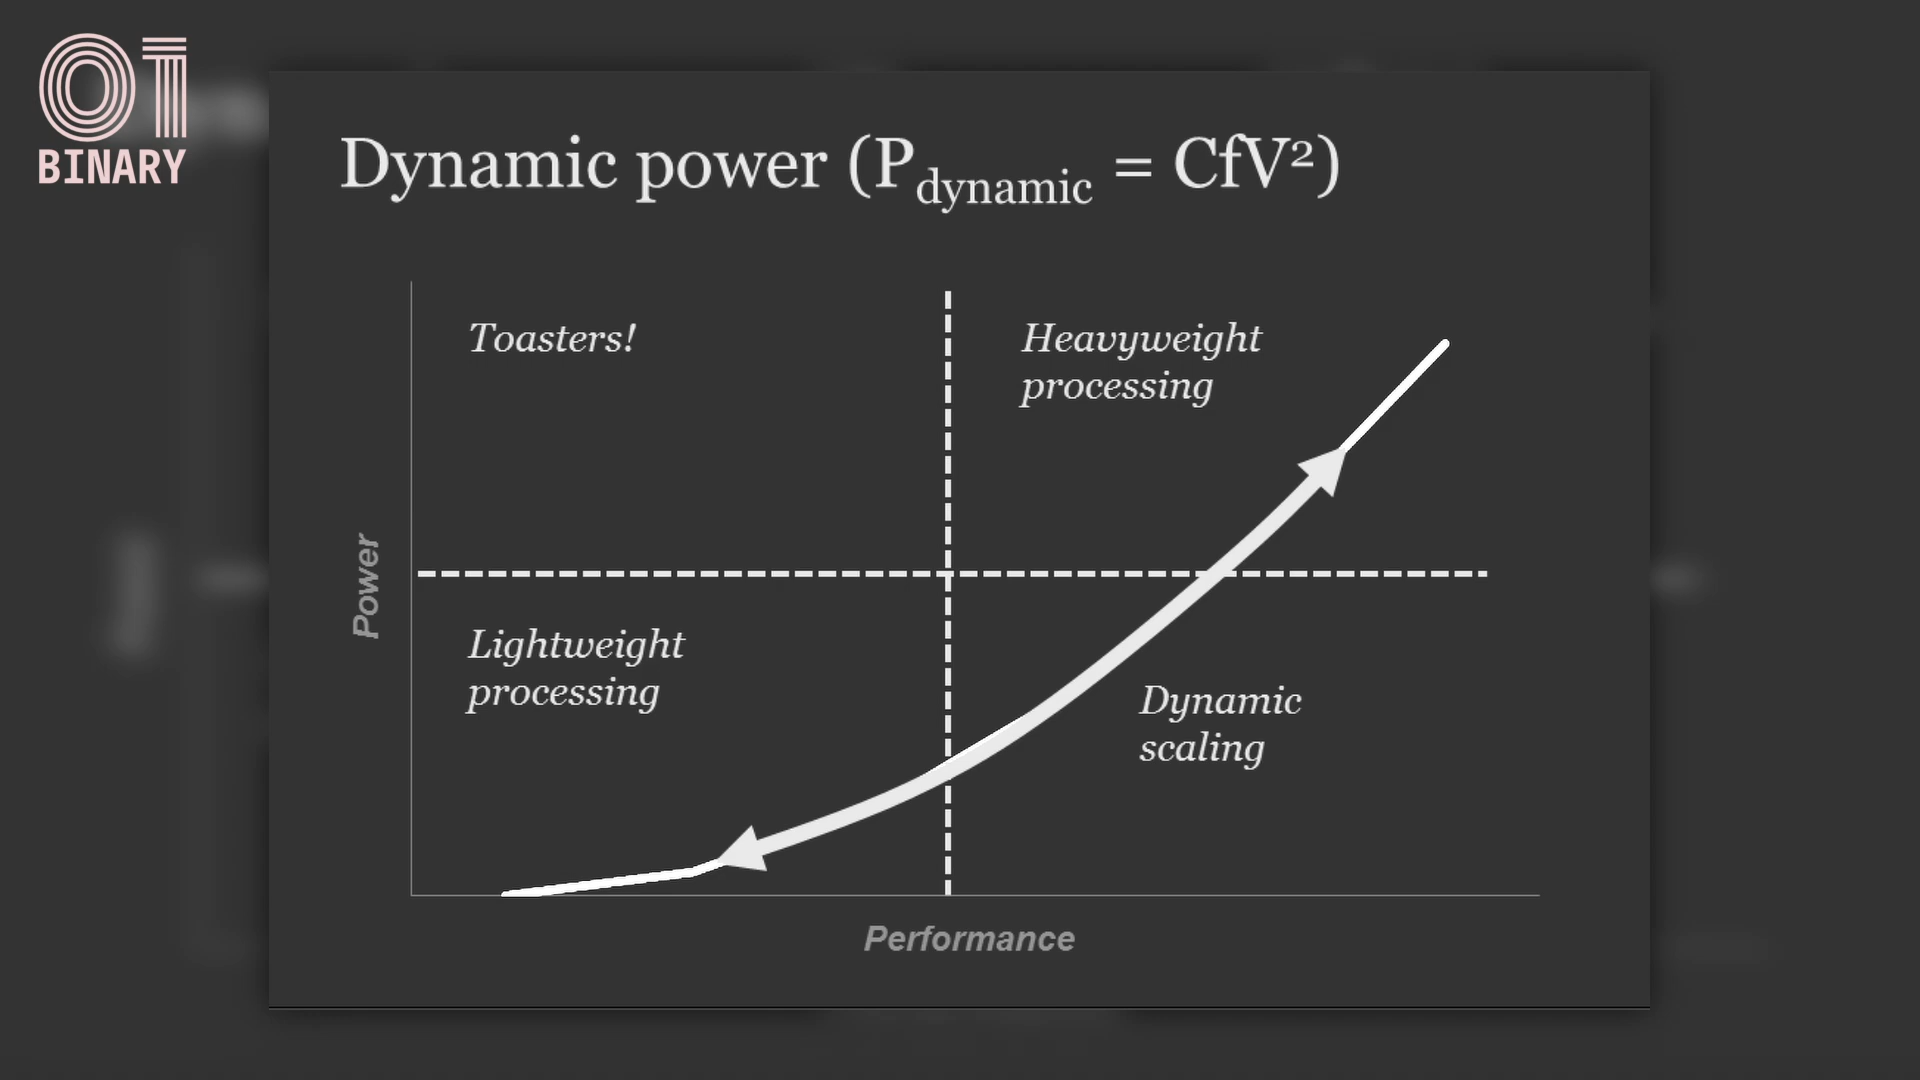 01
BINARY
Dynamic power (Pdynamic = CfV²)
Toasters!
Heavyweight
processing
Power
Lightweight
processing
Dynamic
scaling
Performance